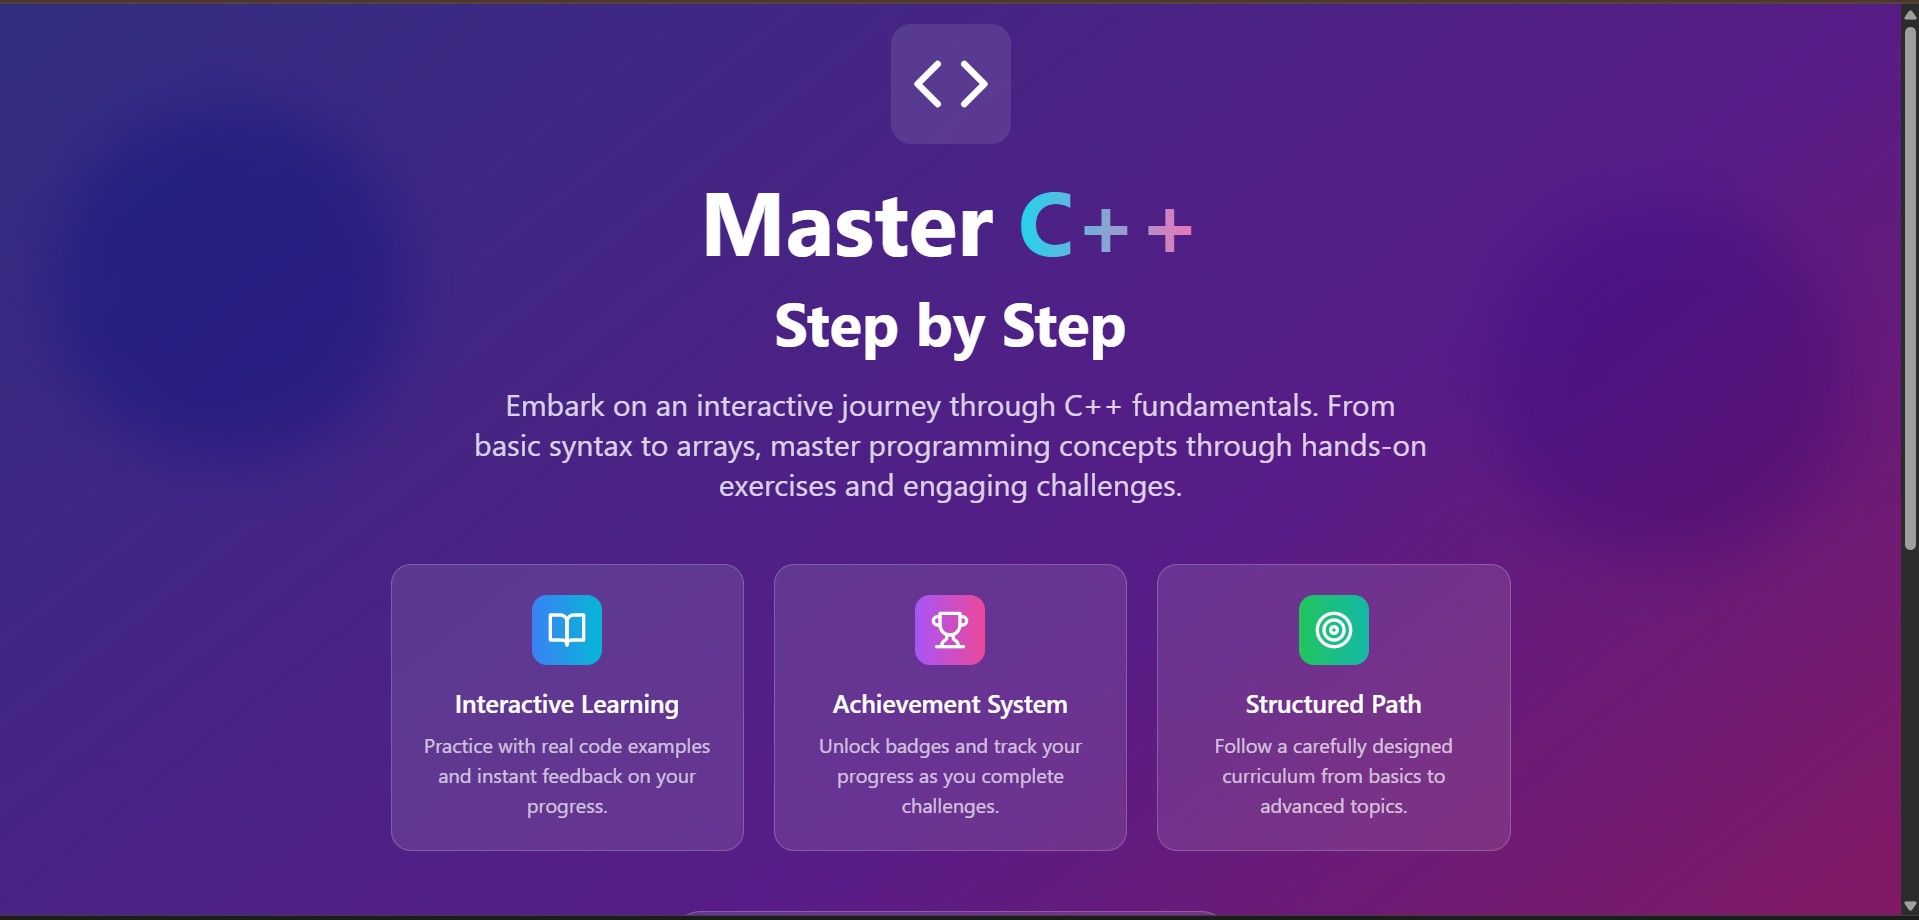 Master C++
Step by Step
Embark on an interactive journey through C++ fundamentals. From
basic syntax to arrays, master programming concepts through hands-on
exercises and engaging challenges.
Interactive Learning
Practice with real code examples
and instant feedback on your
progress.
Achievement System
Unlock badges and track your
progress as you complete
challenges.
Structured Path
Follow a carefully designed
curriculum from basics to
advanced topics.